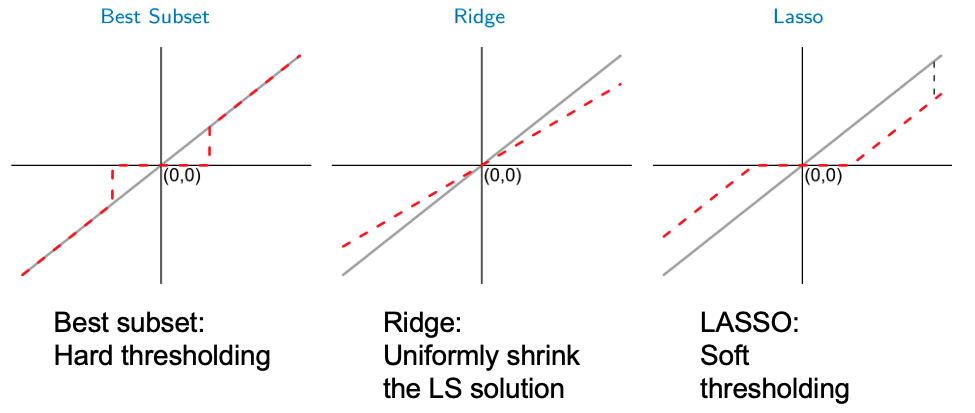 Best Subset
Ridge
Lasso
(0,0)
(0,0)
(0,0)
Best subset:
Hard thresholding
Ridge:
Uniformly shrink
the LS solution
LASSO:
Soft
thresholding